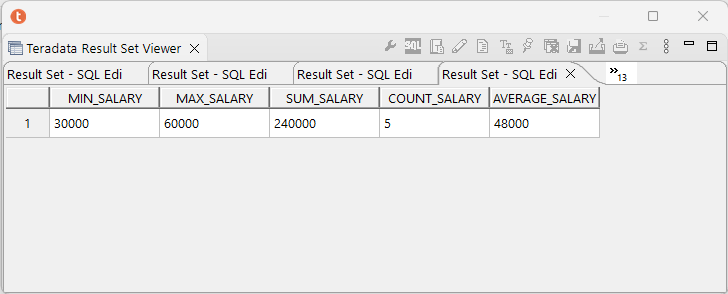 t
Teradata Result Set Viewer
SQL
Result Set - SQL Edi Result Set - SQL Edi Result Set - SQL Edi Result Set - SQL Edi »13
MIN_SALARY MAX_SALARY SUM_SALARY COUNT_SALARY AVERAGE_SALARY
1 30000 60000 240000 5 48000